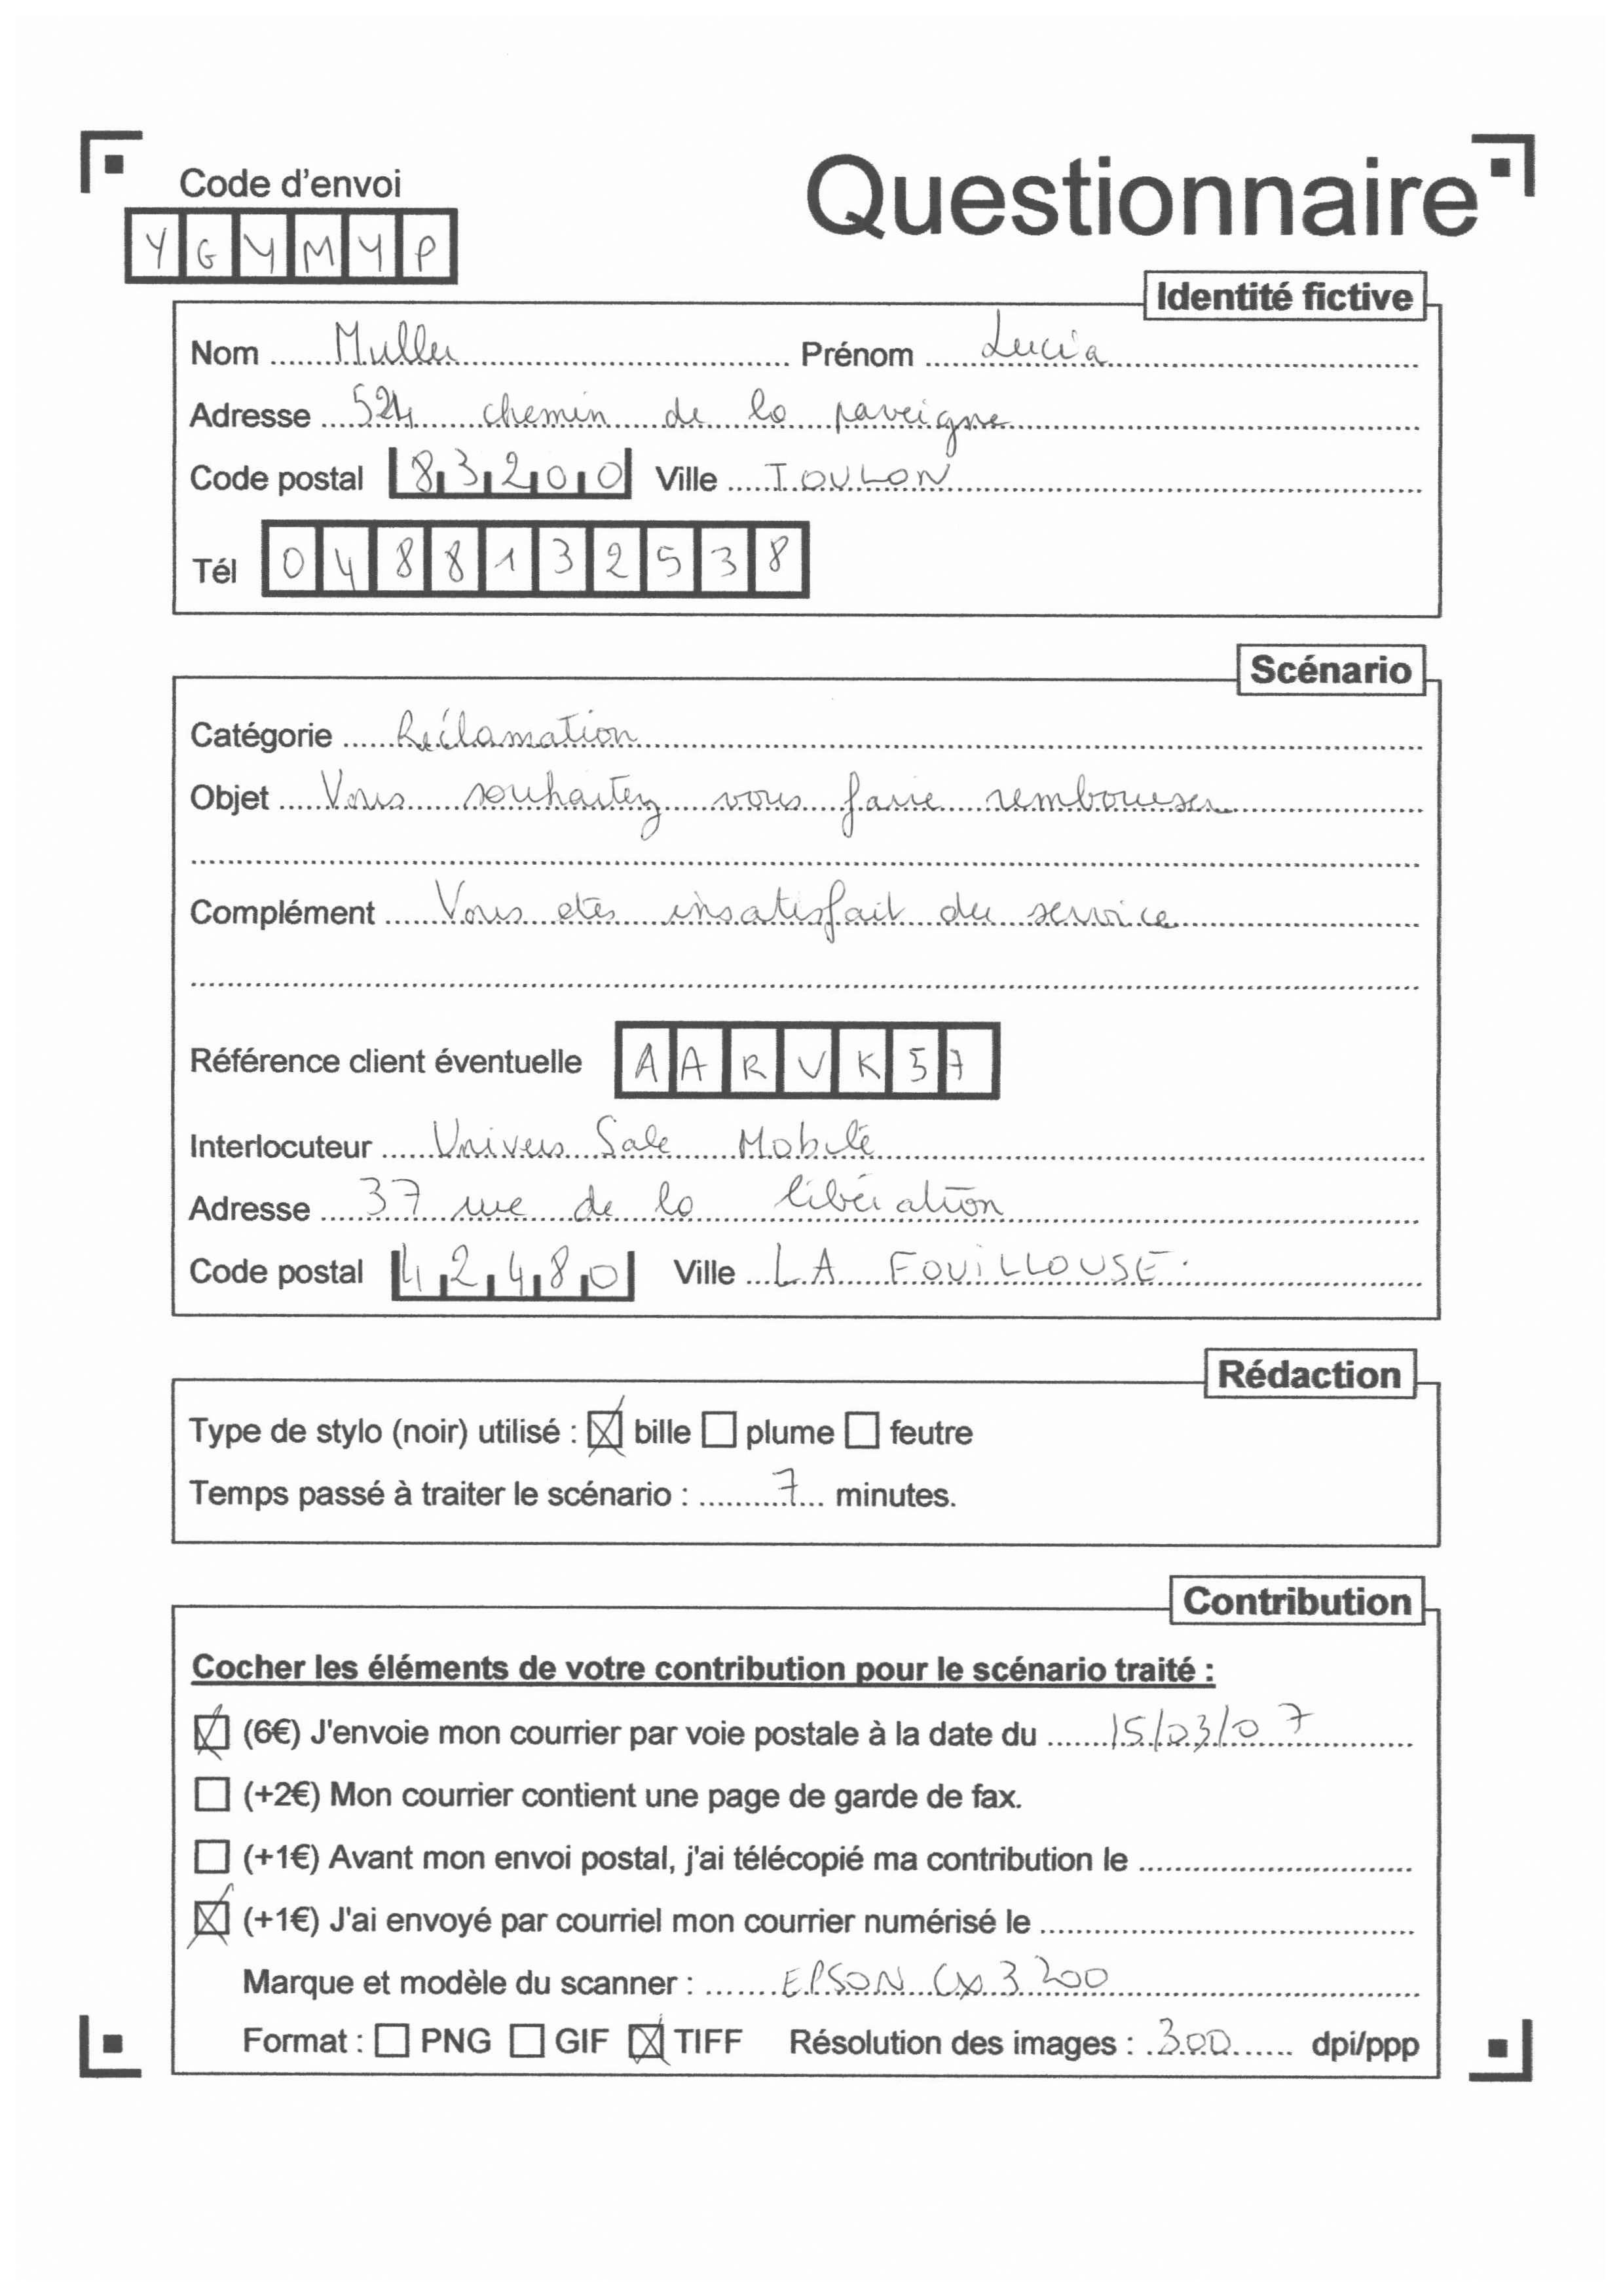 Code d'envoi
Questionnaire
YGYMYP
Identité fictive
Nom Muller Prénom Lucia
Adresse 524 chemin de la
Code postal 83200 Ville TOULON
Tél 0488132538
Scénario
Catégorie Réclamation
Objet Vous souhaitez vous faire rembourser
Complément Vous etes insatisfait du service
Référence client éventuelle AARVK57
Interlocuteur Univers Sale Mobile
Adresse 37 rue de la libération
Code postal 42480 Ville LA FOUILLOUSE.
Rédaction
Type de stylo (noir) utilisé : bille plume feutre
Temps passé à traiter le scénario : 7 minutes.
Contribution
Cocher les éléments de votre contribution pour le scénario traité :
(6€) J'envoie mon courrier par voie postale à la date du 15/03/07
(+2€) Mon courrier contient une page de garde de fax.
(+1€) Avant mon envoi postal, j'ai télécopié ma contribution le
(+1€) J'ai envoyé par courriel mon courrier numérisé le
Marque et modèle du scanner : EPSON Cx 3200
Format : PNG GIF TIFF Résolution des images : 300 dpi/ppp